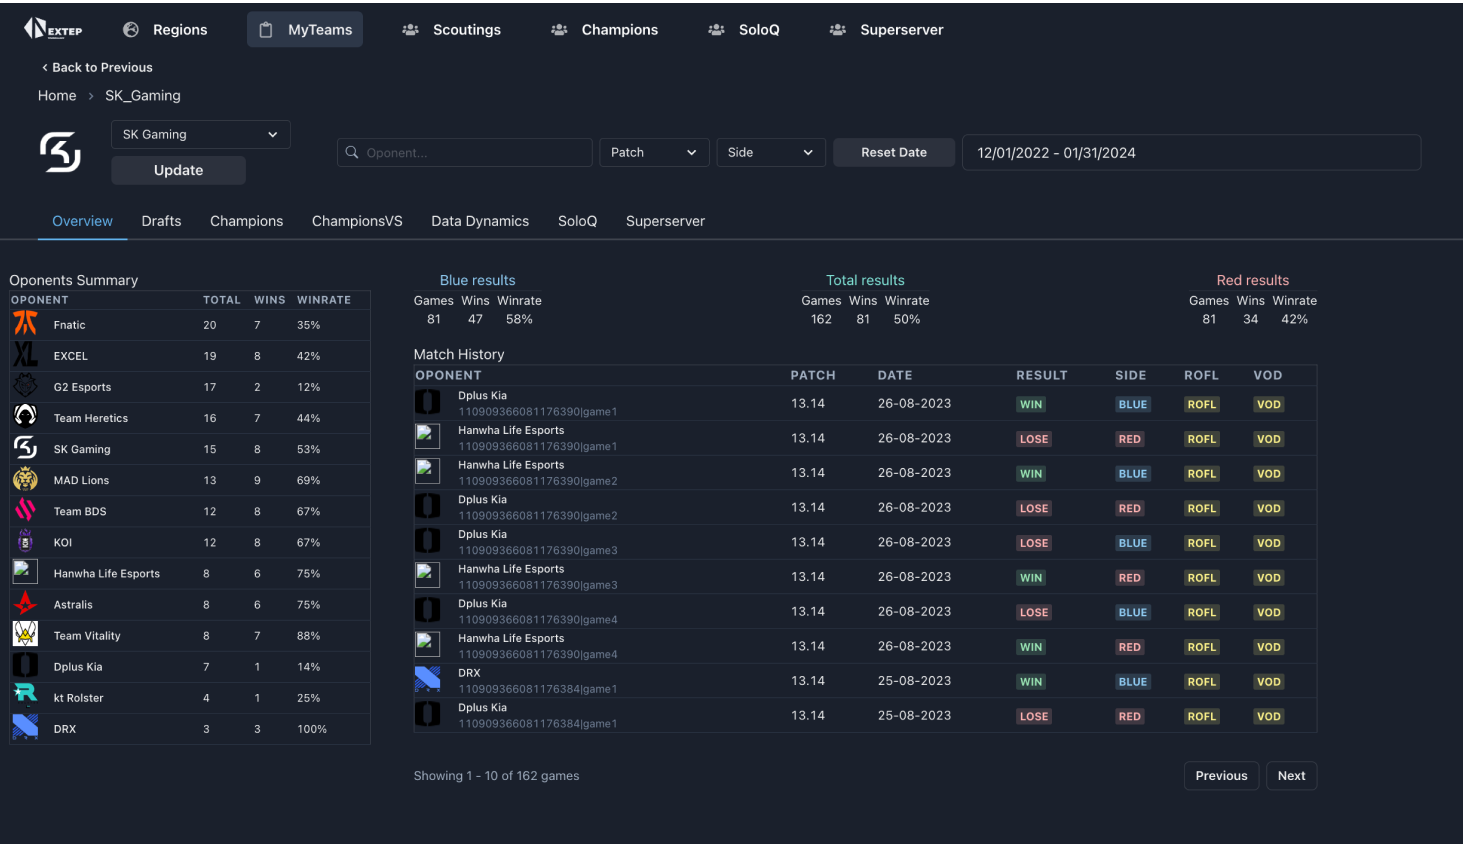 NEXTEP Regions MyTeams Scoutings Champions SoloQ Superserver
‹ Back to Previous
Home › SK_Gaming
SK Gaming
Update
Oponent... Patch Side Reset Date 12/01/2022 - 01/31/2024
Overview Drafts Champions ChampionsVS Data Dynamics SoloQ Superserver
Oponents Summary
OPONENT TOTAL WINS WINRATE
Fnatic 20 7 35%
EXCEL 19 8 42%
G2 Esports 17 2 12%
Team Heretics 16 7 44%
SK Gaming 15 8 53%
MAD Lions 13 9 69%
Team BDS 12 8 67%
KOI 12 8 67%
Hanwha Life Esports 8 6 75%
Astralis 8 6 75%
Team Vitality 8 7 88%
Dplus Kia 7 1 14%
kt Rolster 4 1 25%
DRX 3 3 100%
Blue results
Games Wins Winrate
81 47 58%
Total results
Games Wins Winrate
162 81 50%
Red results
Games Wins Winrate
81 34 42%
Match History
OPONENT PATCH DATE RESULT SIDE ROFL VOD
Dplus Kia
110909366081176390|game1 13.14 26-08-2023 WIN BLUE ROFL VOD
Hanwha Life Esports
110909366081176390|game1 13.14 26-08-2023 LOSE RED ROFL VOD
Hanwha Life Esports
110909366081176390|game2 13.14 26-08-2023 WIN BLUE ROFL VOD
Dplus Kia
110909366081176390|game2 13.14 26-08-2023 LOSE RED ROFL VOD
Dplus Kia
110909366081176390|game3 13.14 26-08-2023 LOSE BLUE ROFL VOD
Hanwha Life Esports
110909366081176390|game3 13.14 26-08-2023 WIN RED ROFL VOD
Dplus Kia
110909366081176390|game4 13.14 26-08-2023 LOSE BLUE ROFL VOD
Hanwha Life Esports
110909366081176390|game4 13.14 26-08-2023 WIN RED ROFL VOD
DRX
110909366081176384|game1 13.14 25-08-2023 WIN BLUE ROFL VOD
Dplus Kia
110909366081176384|game1 13.14 25-08-2023 LOSE RED ROFL VOD
Showing 1 - 10 of 162 games Previous Next